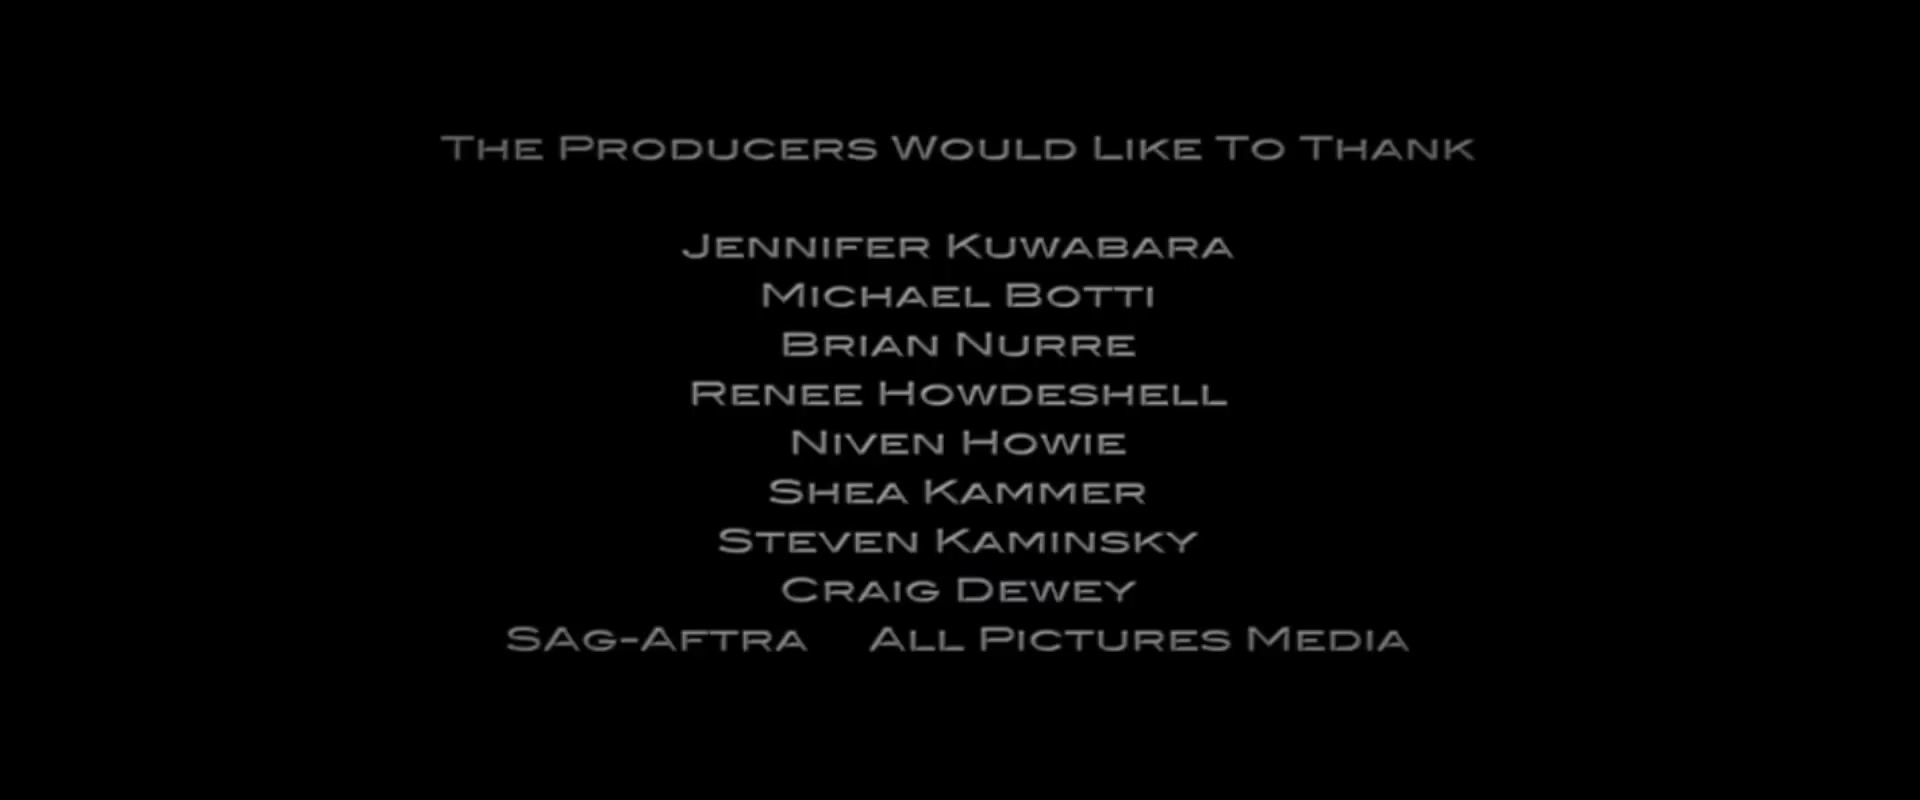 The Producers Would Like To Thank
Jennifer Kuwabara
Michael Botti
Brian Nurre
Renee Howdeshell
Niven Howie
Shea Kammer
Steven Kaminsky
Craig Dewey
SAG-Aftra All Pictures Media